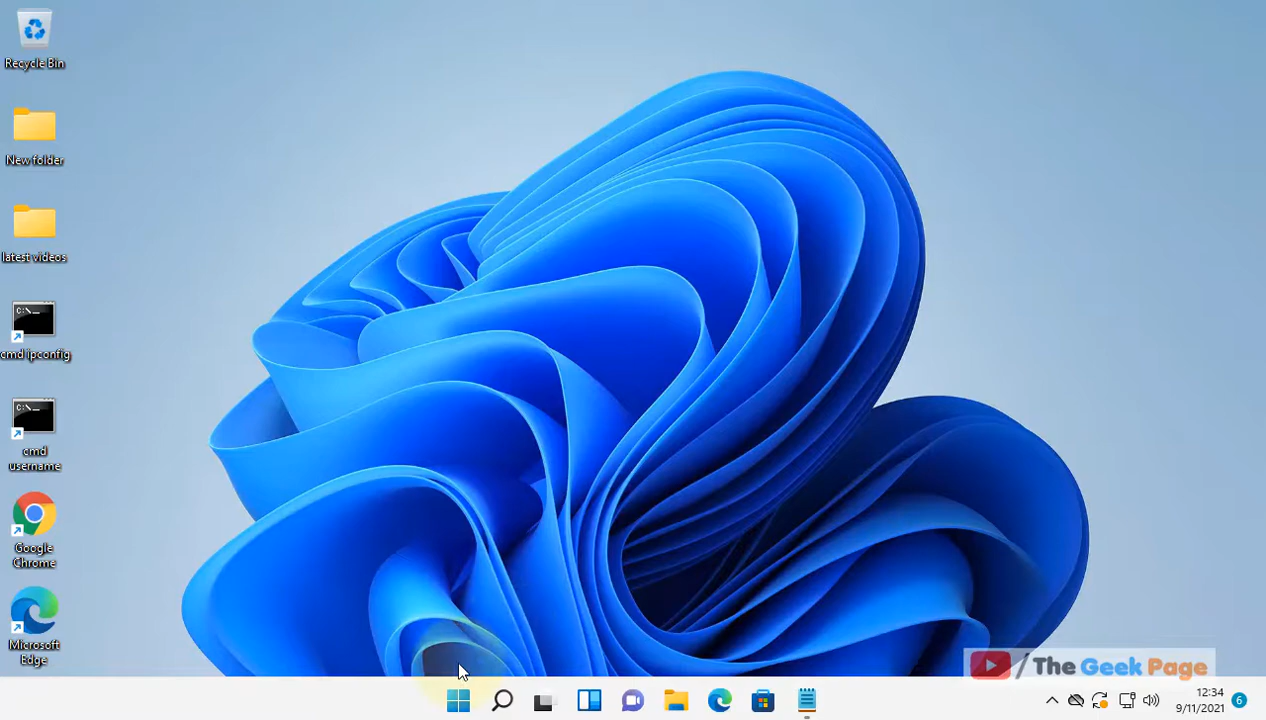 Recycle Bin
New folder
latest videos
C:\>_
cmd ipconfig
C:\>_
cmd
username
Google
Chrome
Microsoft
Edge
/ The Geek Page
12:34
9/11/2021
6